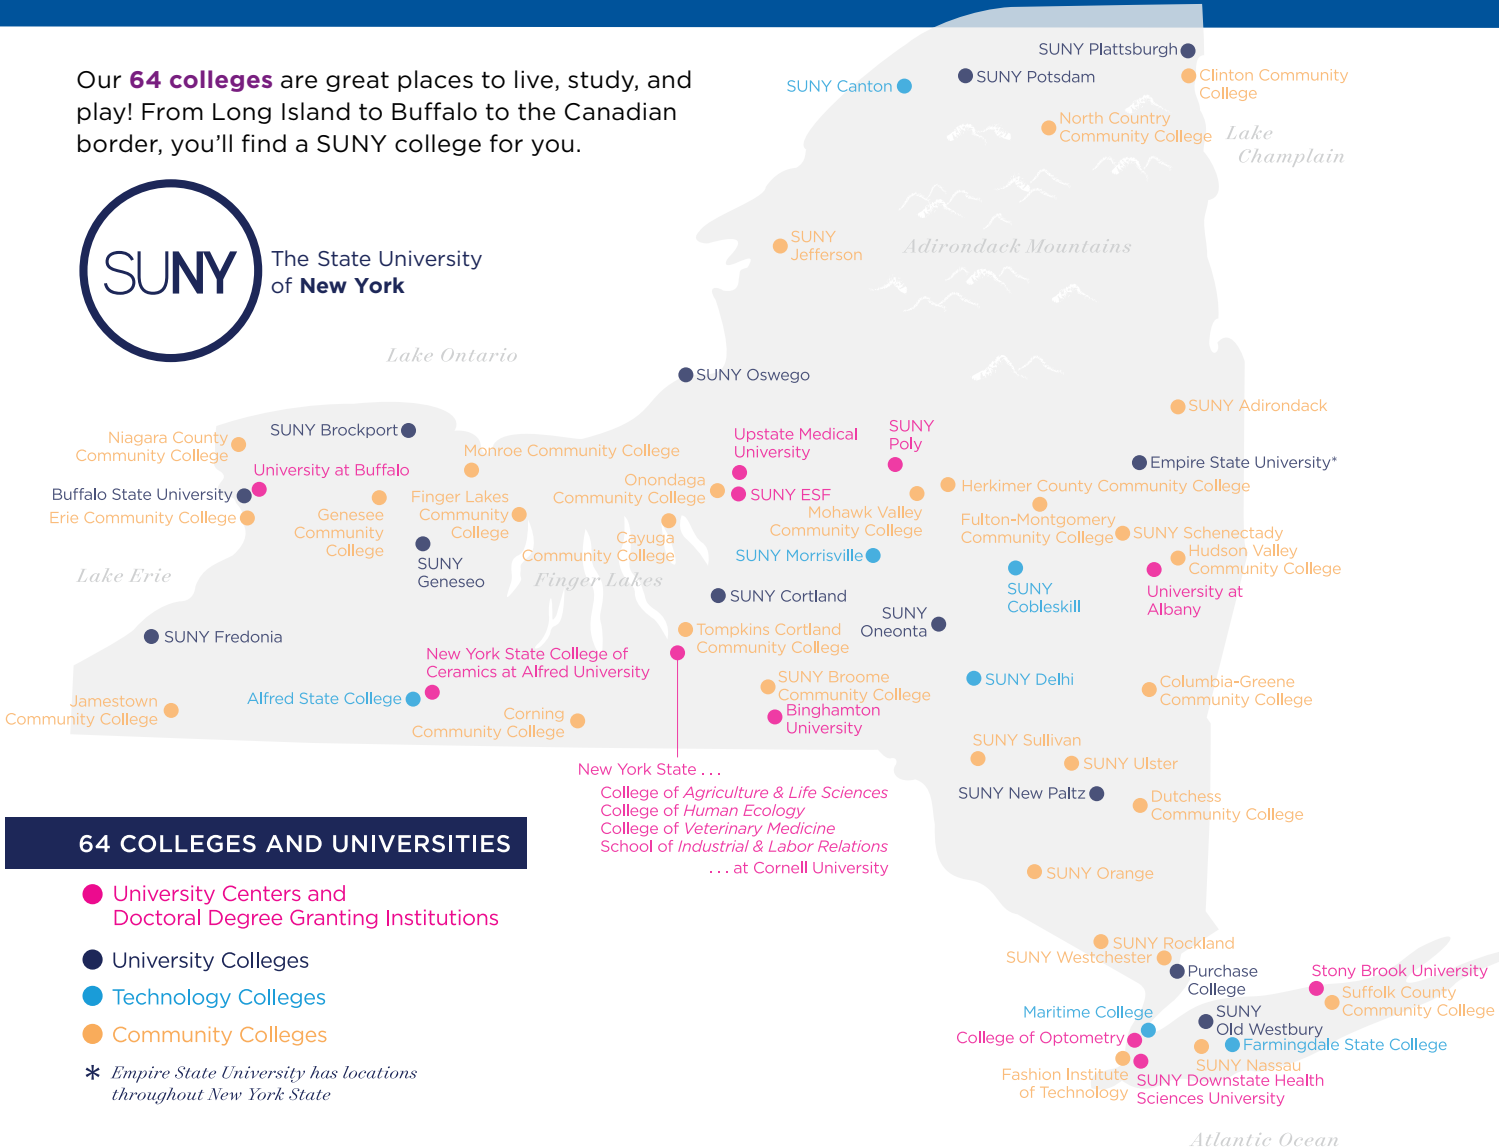 Our 64 colleges are great places to live, study, and
play! From Long Island to Buffalo to the Canadian
border, you'll find a SUNY college for you.
SUNY
The State University
of New York
SUNY Plattsburgh
SUNY Canton
SUNY Potsdam
Clinton Community
College
North Country
Community College
Lake
Champlain
SUNY
Jefferson
Adirondack Mountains
Lake Ontario
SUNY Oswego
SUNY Adirondack
Niagara County
Community College
SUNY Brockport
Monroe Community College
Upstate Medical
University
SUNY
Poly
Empire State University*
University at Buffalo
Buffalo State University
Erie Community College
Genesee
Community
College
Finger Lakes
Community
College
Onondaga
Community College
SUNY ESF
Mohawk Valley
Community College
Herkimer County Community College
Fulton-Montgomery
Community College
SUNY Schenectady
Hudson Valley
Community College
Cayuga
Community College
SUNY Morrisville
SUNY
Geneseo
Lake Erie
Finger Lakes
SUNY
Cobleskill
University at
Albany
SUNY Cortland
SUNY
Oneonta
SUNY Fredonia
Tompkins Cortland
Community College
New York State College of
Ceramics at Alfred University
SUNY Broome
Community College
SUNY Delhi
Columbia-Greene
Community College
Jamestown
Community College
Alfred State College
Corning
Community College
Binghamton
University
SUNY Sullivan
SUNY Ulster
New York State . . .
College of Agriculture & Life Sciences
College of Human Ecology
College of Veterinary Medicine
School of Industrial & Labor Relations
. . . at Cornell University
SUNY New Paltz
Dutchess
Community College
SUNY Orange
64 COLLEGES AND UNIVERSITIES
University Centers and
Doctoral Degree Granting Institutions
University Colleges
Technology Colleges
Community Colleges
* Empire State University has locations
throughout New York State
SUNY Rockland
SUNY Westchester
Purchase
College
Stony Brook University
Suffolk County
Community College
Maritime College
SUNY
Old Westbury
College of Optometry
Farmingdale State College
SUNY Nassau
Fashion Institute
of Technology
SUNY Downstate Health
Sciences University
Atlantic Ocean